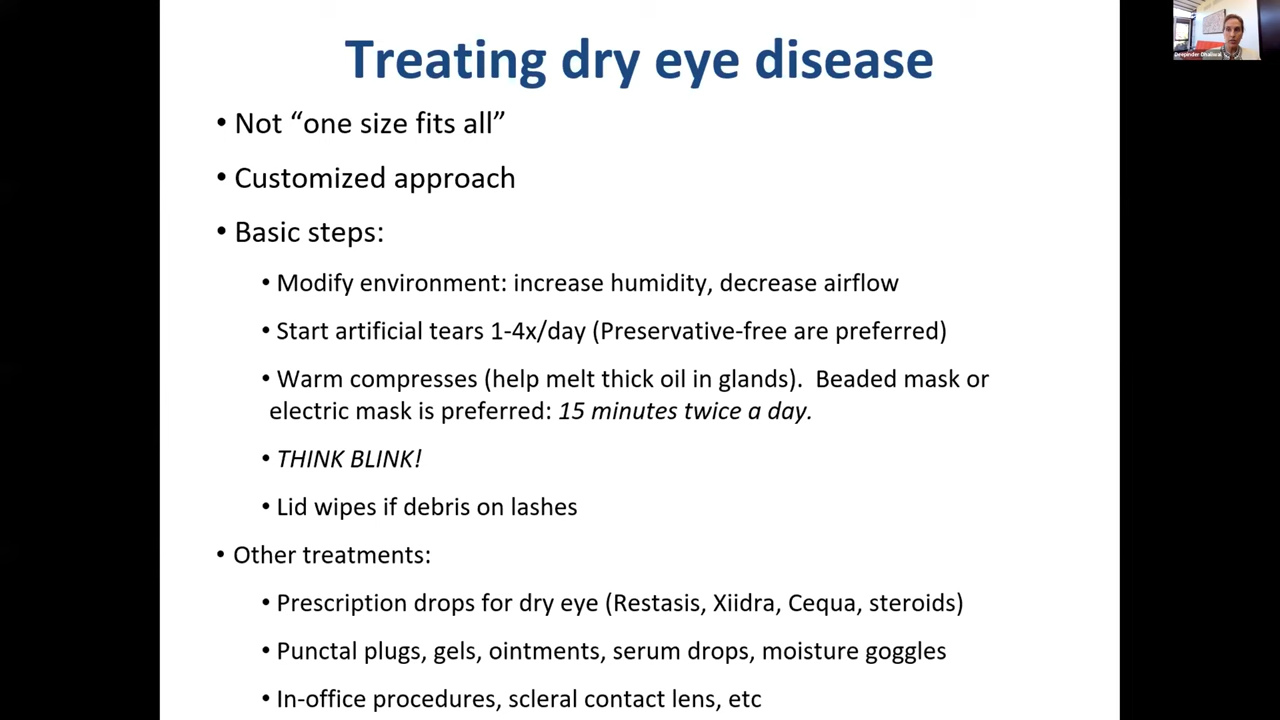 Treating dry eye disease
• Not “one size fits all”
• Customized approach
• Basic steps:
• Modify environment: increase humidity, decrease airflow
• Start artificial tears 1-4x/day (Preservative-free are preferred)
• Warm compresses (help melt thick oil in glands).  Beaded mask or
electric mask is preferred: 15 minutes twice a day.
• THINK BLINK!
• Lid wipes if debris on lashes
• Other treatments:
• Prescription drops for dry eye (Restasis, Xiidra, Cequa, steroids)
• Punctal plugs, gels, ointments, serum drops, moisture goggles
• In-office procedures, scleral contact lens, etc
Deepinder Dhaliwal